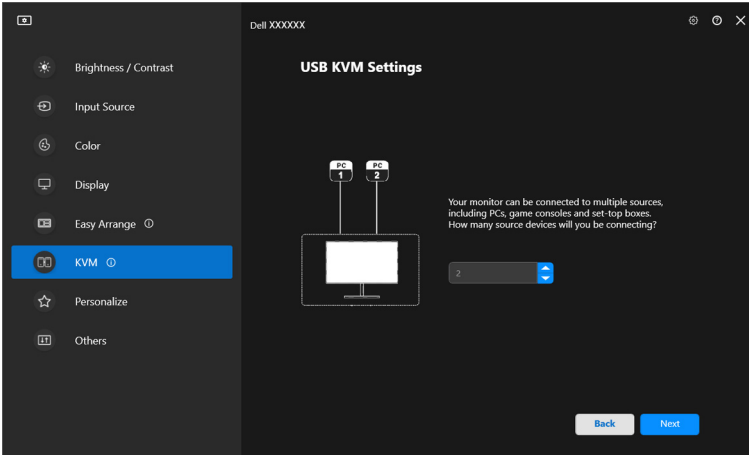 Dell XXXXXX
Brightness / Contrast
Input Source
Color
Display
Easy Arrange
KVM
Personalize
Others
USB KVM Settings
PC
1
PC
2
Your monitor can be connected to multiple sources,
including PCs, game consoles and set-top boxes.
How many source devices will you be connecting?
2
Back
Next